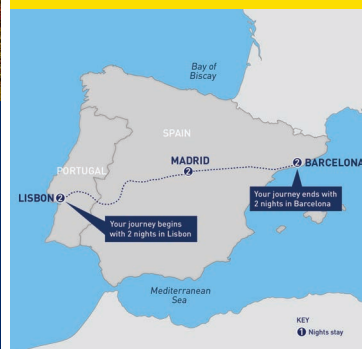 Bay of
Biscay
SPAIN
PORTUGAL
MADRID
2
2 BARCELONA
LISBON 2
Your journey ends with
2 nights in Barcelona
Your journey begins
with 2 nights in Lisbon
Mediterranean
Sea
KEY
1 Nights stay